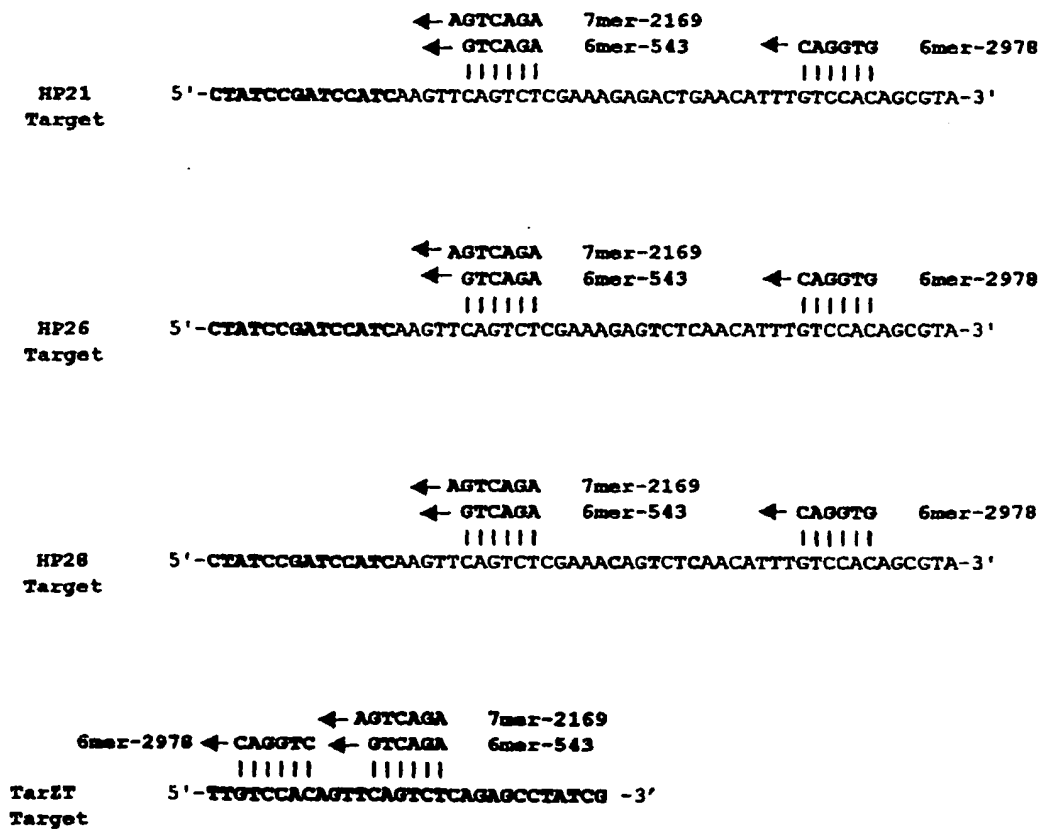 AGTCAGA 7mer-2169
GTCAGA 6mer-543 CAGGTG 6mer-2978
HP21 Target 5'-CTATCCGATCCATCAAGTTCAGTCTCGAAAGAGACTGAACATTTGTCCACAGCGTA-3'
AGTCAGA 7mer-2169
GTCAGA 6mer-543 CAGGTG 6mer-2978
HP26 Target 5'-CTATCCGATCCATCAAGTTCAGTCTCGAAAGAGTCTCAACATTTGTCCACAGCGTA-3'
AGTCAGA 7mer-2169
GTCAGA 6mer-543 CAGGTG 6mer-2978
HP28 Target 5'-CTATCCGATCCATCAAGTTCAGTCTCGAAACAGTCTCAACATTTGTCCACAGCGTA-3'
AGTCAGA 7mer-2169
6mer-2978 CAGGTC GTCAGA 6mer-543
TarZT Target 5'-TTGTCCACAGTTCAGTCTCAGAGCCTATCG -3'